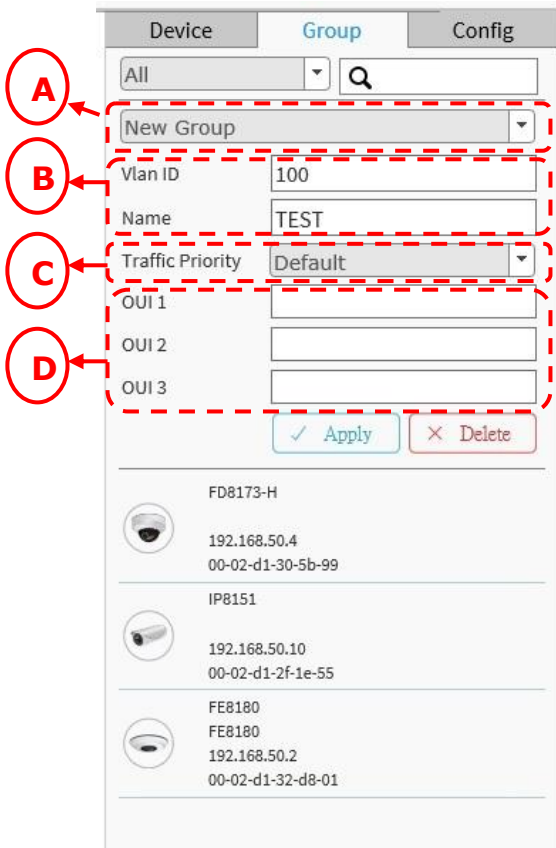 Device Group Config
All
A
New Group
B
Vlan ID 100
Name TEST
C
Traffic Priority Default
D
OUI 1
OUI 2
OUI 3
✓ Apply × Delete
FD8173-H
192.168.50.4
00-02-d1-30-5b-99
IP8151
192.168.50.10
00-02-d1-2f-1e-55
FE8180
FE8180
192.168.50.2
00-02-d1-32-d8-01